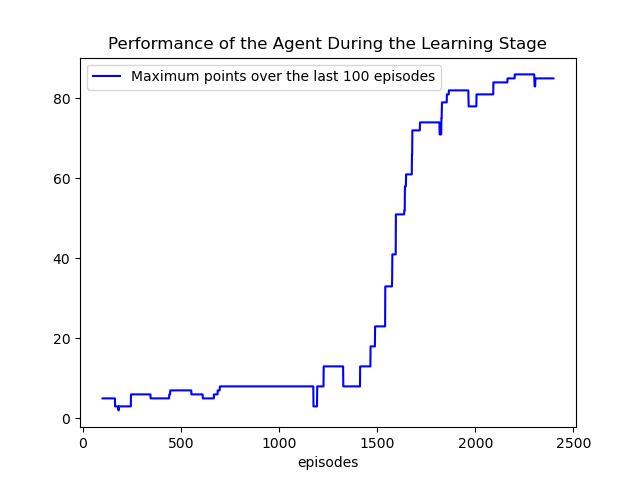 Performance of the Agent During the Learning Stage
Maximum points over the last 100 episodes
80
60
40
20
0
0 500 1000 1500 2000 2500
episodes